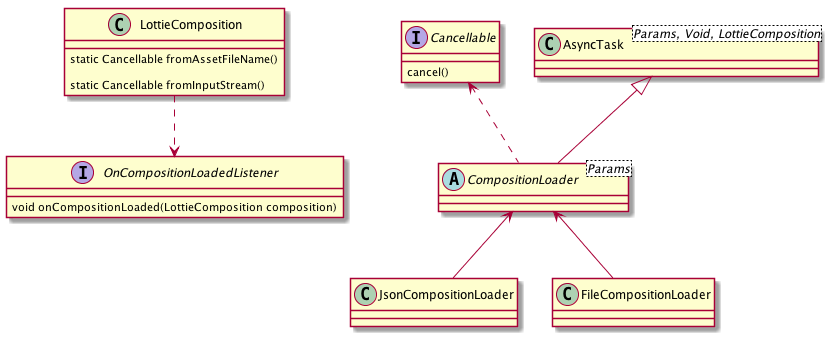 C LottieComposition
static Cancellable fromAssetFileName()
static Cancellable fromInputStream()
I Cancellable
cancel()
C AsyncTask
Params, Void, LottieComposition
I OnCompositionLoadedListener
void onCompositionLoaded(LottieComposition composition)
A CompositionLoader
Params
C JsonCompositionLoader
C FileCompositionLoader